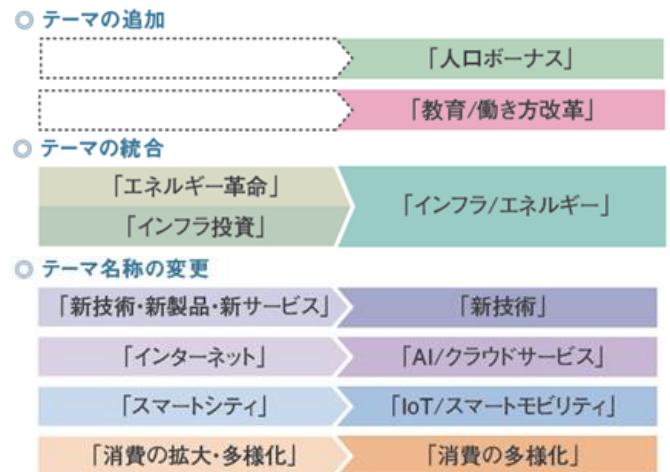 テーマの追加
「人口ボーナス」
「教育/働き方改革」
テーマの統合
「エネルギー革命」
「インフラ投資」
「インフラ/エネルギー」
テーマ名称の変更
「新技術・新製品・新サービス」
「新技術」
「インターネット」
「AI/クラウドサービス」
「スマートシティ」
「IoT/スマートモビリティ」
「消費の拡大・多様化」
「消費の多様化」